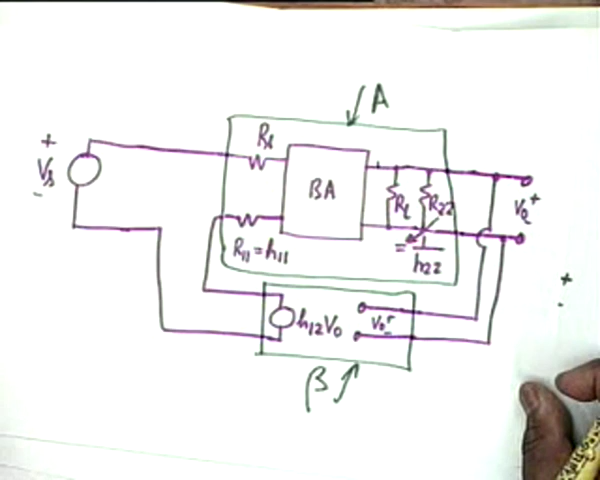 A
+
Vs
-
Rs
BA
RL
R22
= 1/h22
R11 = h11
+
Vo
-
h12Vo
+
Vo
-
β
+
-